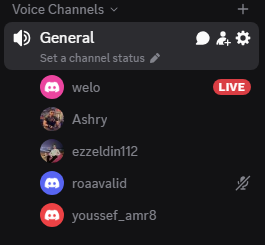 Voice Channels
General
Set a channel status
welo LIVE
Ashry
ezzeldin112
roaavalid
youssef_amr8